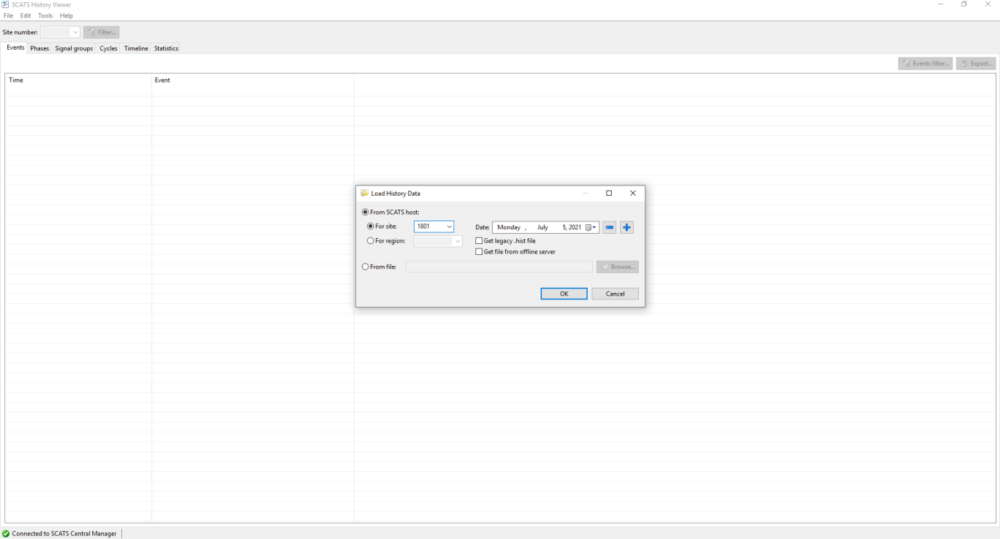 SCATS History Viewer
File Edit Tools Help
Site number: Filter...
Events Phases Signal groups Cycles Timeline Statistics
Events filter... Export...
Time Event
Load History Data
From SCATS host:
For site: 1801 Date: Monday , July 5, 2021
For region: Get legacy .hist file
Get file from offline server
From file: Browse...
OK Cancel
Connected to SCATS Central Manager